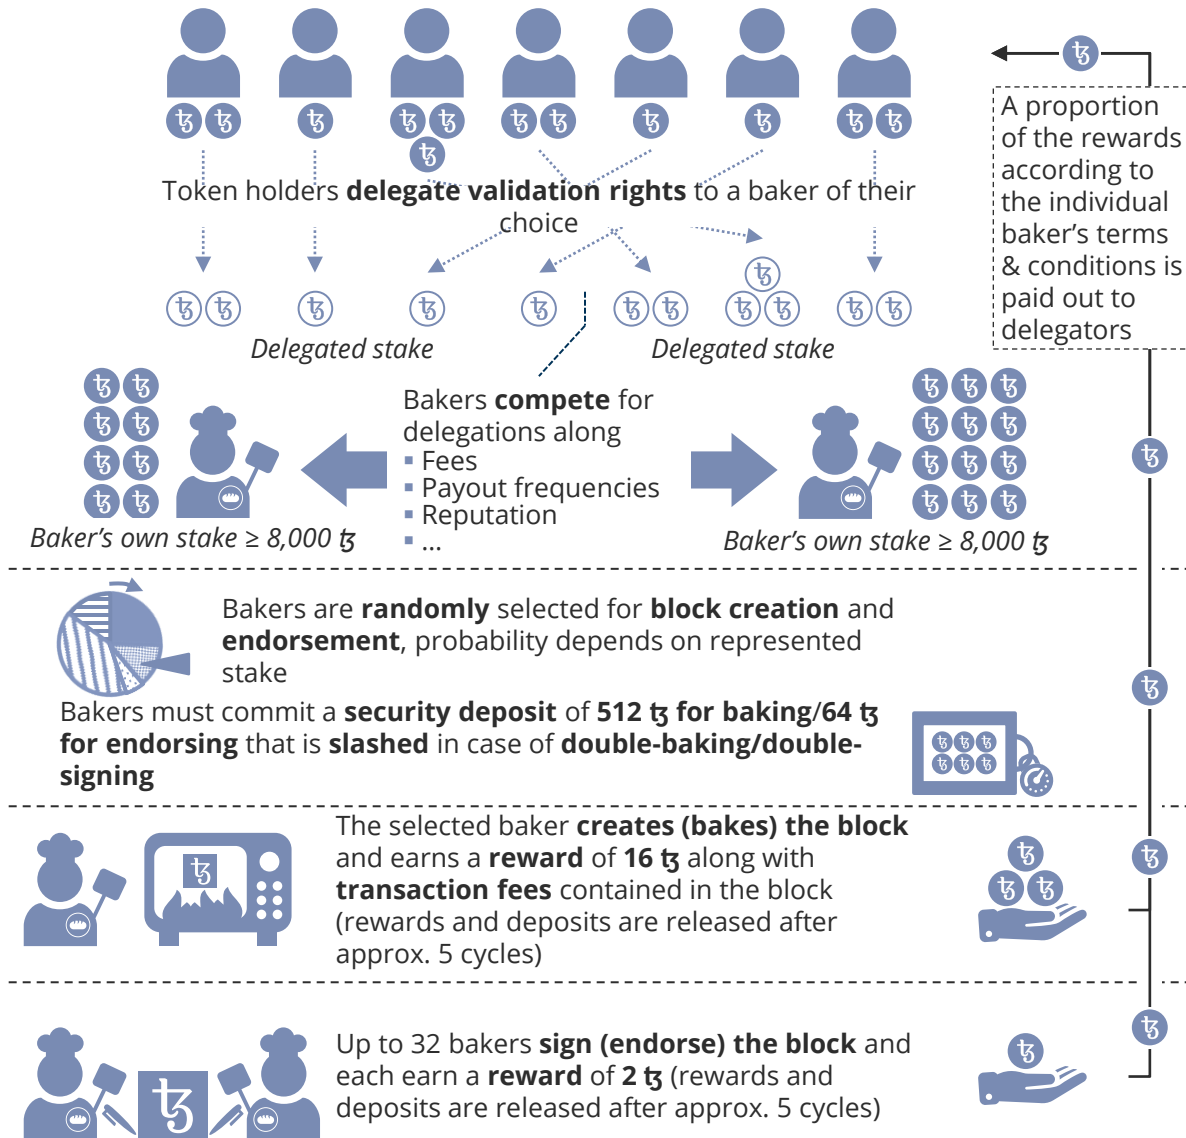 Token holders delegate validation rights to a baker of their
choice
A proportion
of the rewards
according to
the individual
baker's terms
& conditions is
paid out to
delegators
Delegated stake
Delegated stake
Bakers compete for
delegations along
▪ Fees
▪ Payout frequencies
▪ Reputation
▪ ...
Baker's own stake ≥ 8,000 ꜩ
Baker's own stake ≥ 8,000 ꜩ
Bakers are randomly selected for block creation and
endorsement, probability depends on represented
stake
Bakers must commit a security deposit of 512 ꜩ for baking/64 ꜩ
for endorsing that is slashed in case of double-baking/double-
signing
The selected baker creates (bakes) the block
and earns a reward of 16 ꜩ along with
transaction fees contained in the block
(rewards and deposits are released after
approx. 5 cycles)
Up to 32 bakers sign (endorse) the block and
each earn a reward of 2 ꜩ (rewards and
deposits are released after approx. 5 cycles)